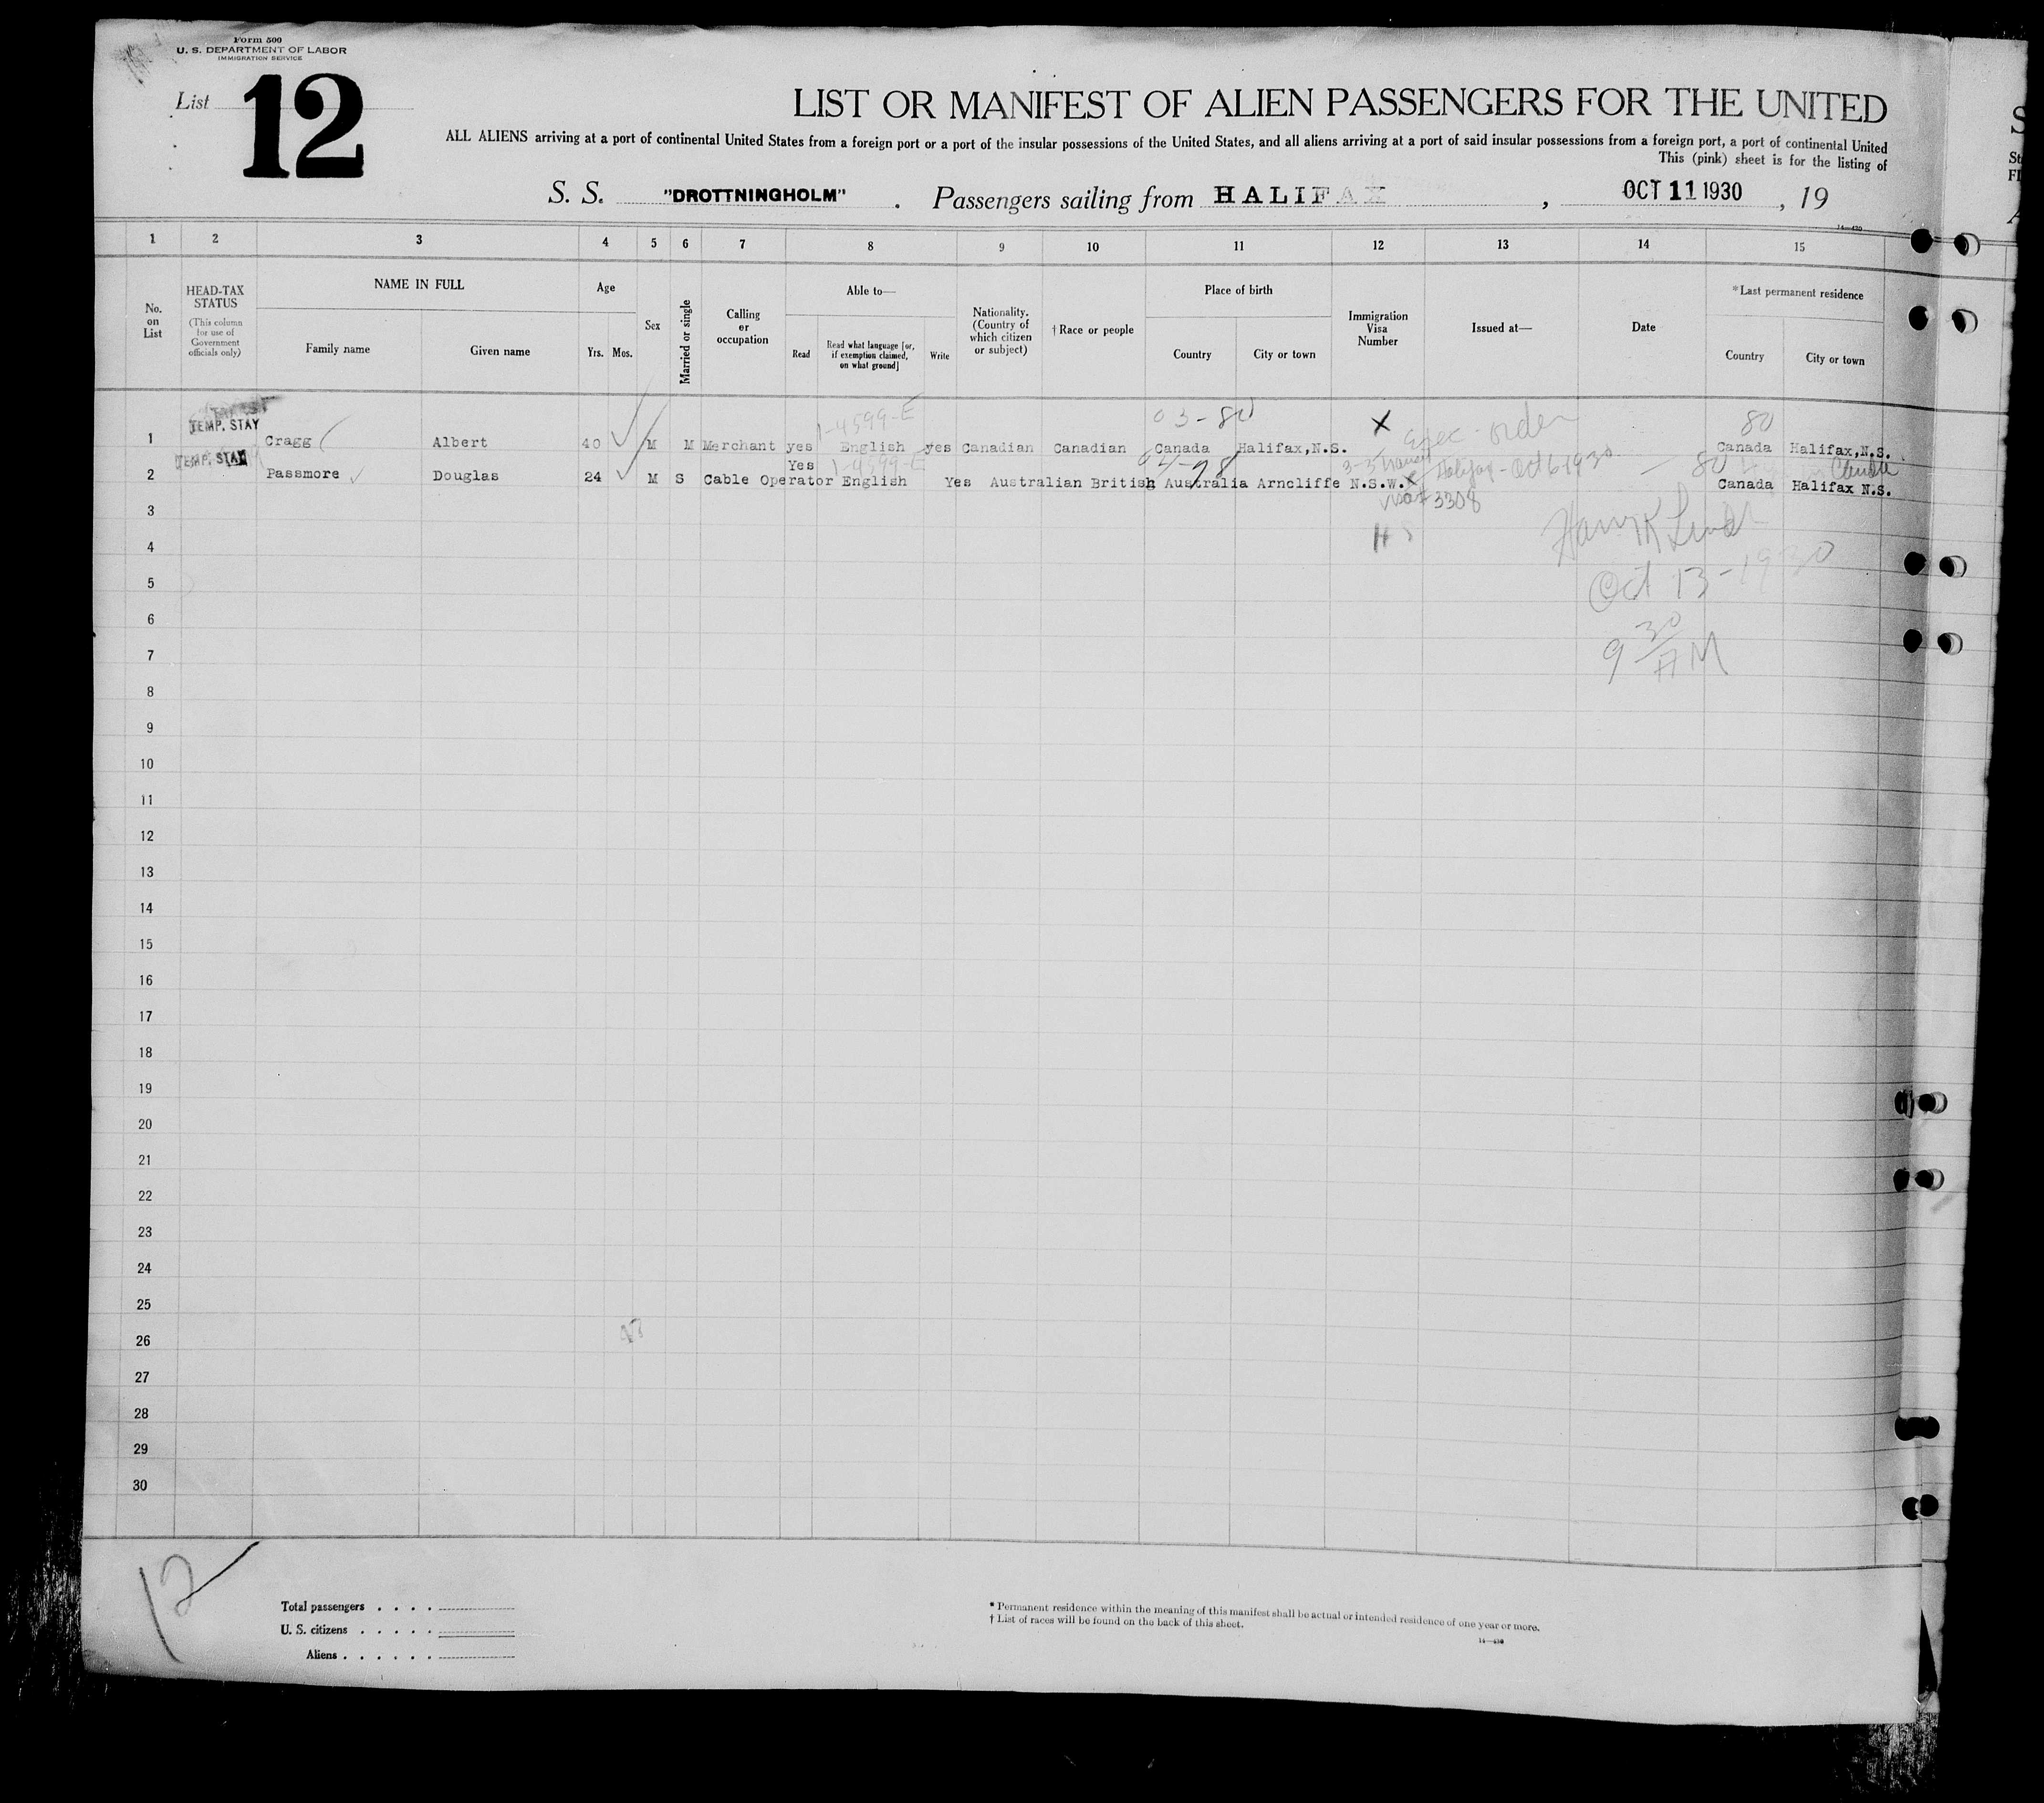 Form 500
U. S. DEPARTMENT OF LABOR
IMMIGRATION SERVICE
List 12
LIST OR MANIFEST OF ALIEN PASSENGERS FOR THE UNITED
ALL ALIENS arriving at a port of continental United States from a foreign port or a port of the insular possessions of the United States, and all aliens arriving at a port of said insular possessions from a foreign port, a port of continental United
This (pink) sheet is for the listing of
S. S. "DROTTNINGHOLM" . Passengers sailing from HALIFAX , OCT 11 1930 , 19
1 2 3 4 5 6 7 8 9 10 11 12 13 14 15
No. on List
HEAD-TAX STATUS
(This column for use of Government officials only)
NAME IN FULL
Family name Given name
Age
Yrs. Mos.
Sex
Married or single
Calling or occupation
Able to—
Read
Read what language [or, if exemption claimed, on what ground]
Write
Nationality. (Country of which citizen or subject)
† Race or people
Place of birth
Country City or town
Immigration Visa Number
Issued at—
Date
* Last permanent residence
Country City or town
03-80
1-4599-E
80
Exec. order
1 TEMP. STAY Cragg Albert 40 M M Merchant yes English yes Canadian Canadian Canada Halifax,N.S. X Canada Halifax,N.S.
1-4599-E
Halifax - Oct 6 1930
80
2 TEMP. STAY Passmore Douglas 24 M S Cable Operator Yes English Yes Australian British Australia Arncliffe N.S.W. Canada Halifax N.S.
visa # 3308
3
4
Oct 13-1930
5
6
9 30 AM
7
8
9
10
11
12
13
14
15
16
17
18
19
20
21
22
23
24
25
26
27
28
29
30
12
Total passengers . . . .
U. S. citizens . . . . .
Aliens . . . . . .
* Permanent residence within the meaning of this manifest shall be actual or intended residence of one year or more.
† List of races will be found on the back of this sheet.